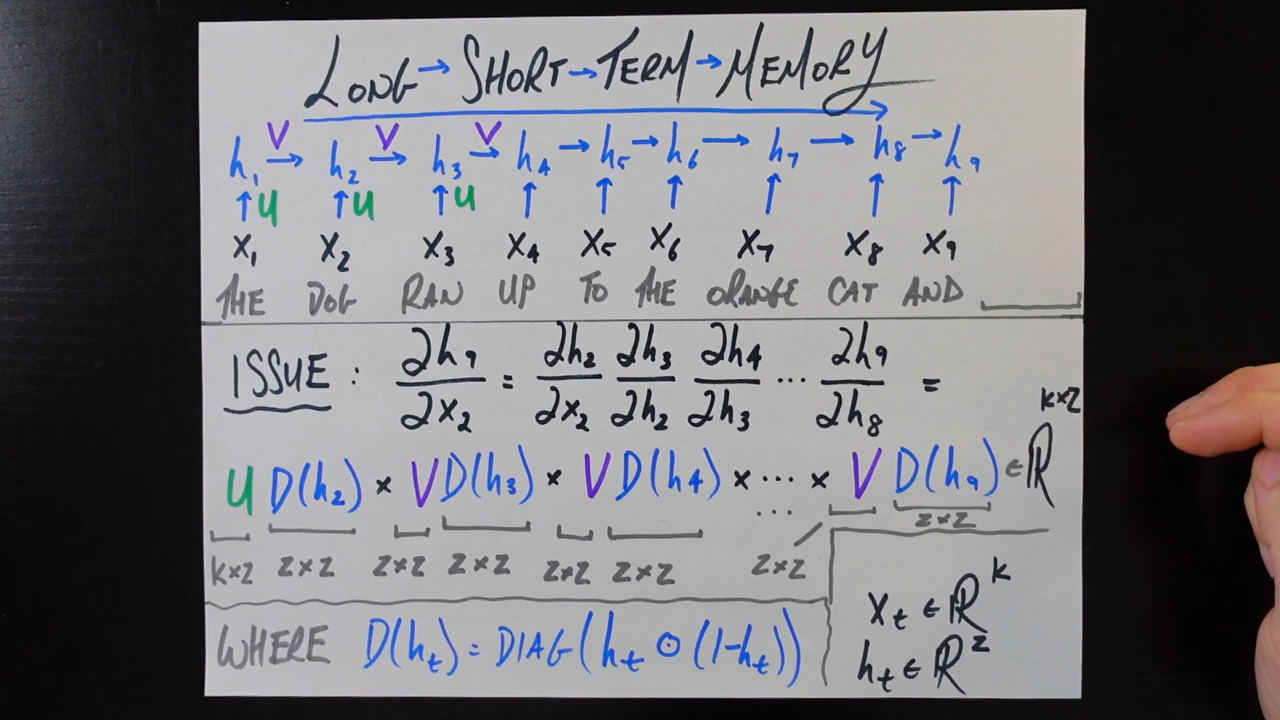 LONG → SHORT → TERM → MEMORY
h₁ V→ h₂ V→ h₃ V→ h₄ → h₅ → h₆ → h₇ → h₈ → h₉
↑U ↑U ↑U ↑ ↑ ↑ ↑ ↑ ↑
X₁ X₂ X₃ X₄ X₅ X₆ X₇ X₈ X₉
THE DOG RAN UP TO THE ORANGE CAT AND ____
ISSUE: ∂h₉/∂x₂ = ∂h₂/∂x₂ ∂h₃/∂h₂ ∂h₄/∂h₃ ... ∂h₉/∂h₈ =
U D(h₂) × V D(h₃) × V D(h₄) × ... × V D(h₉) ∈ ℝ^(k×z)
k×z z×z z×z z×z z×z z×z ... z×z z×z
WHERE D(hₜ) = DIAG(hₜ ⊙ (1-hₜ))
xₜ ∈ ℝ^k
hₜ ∈ ℝ^z